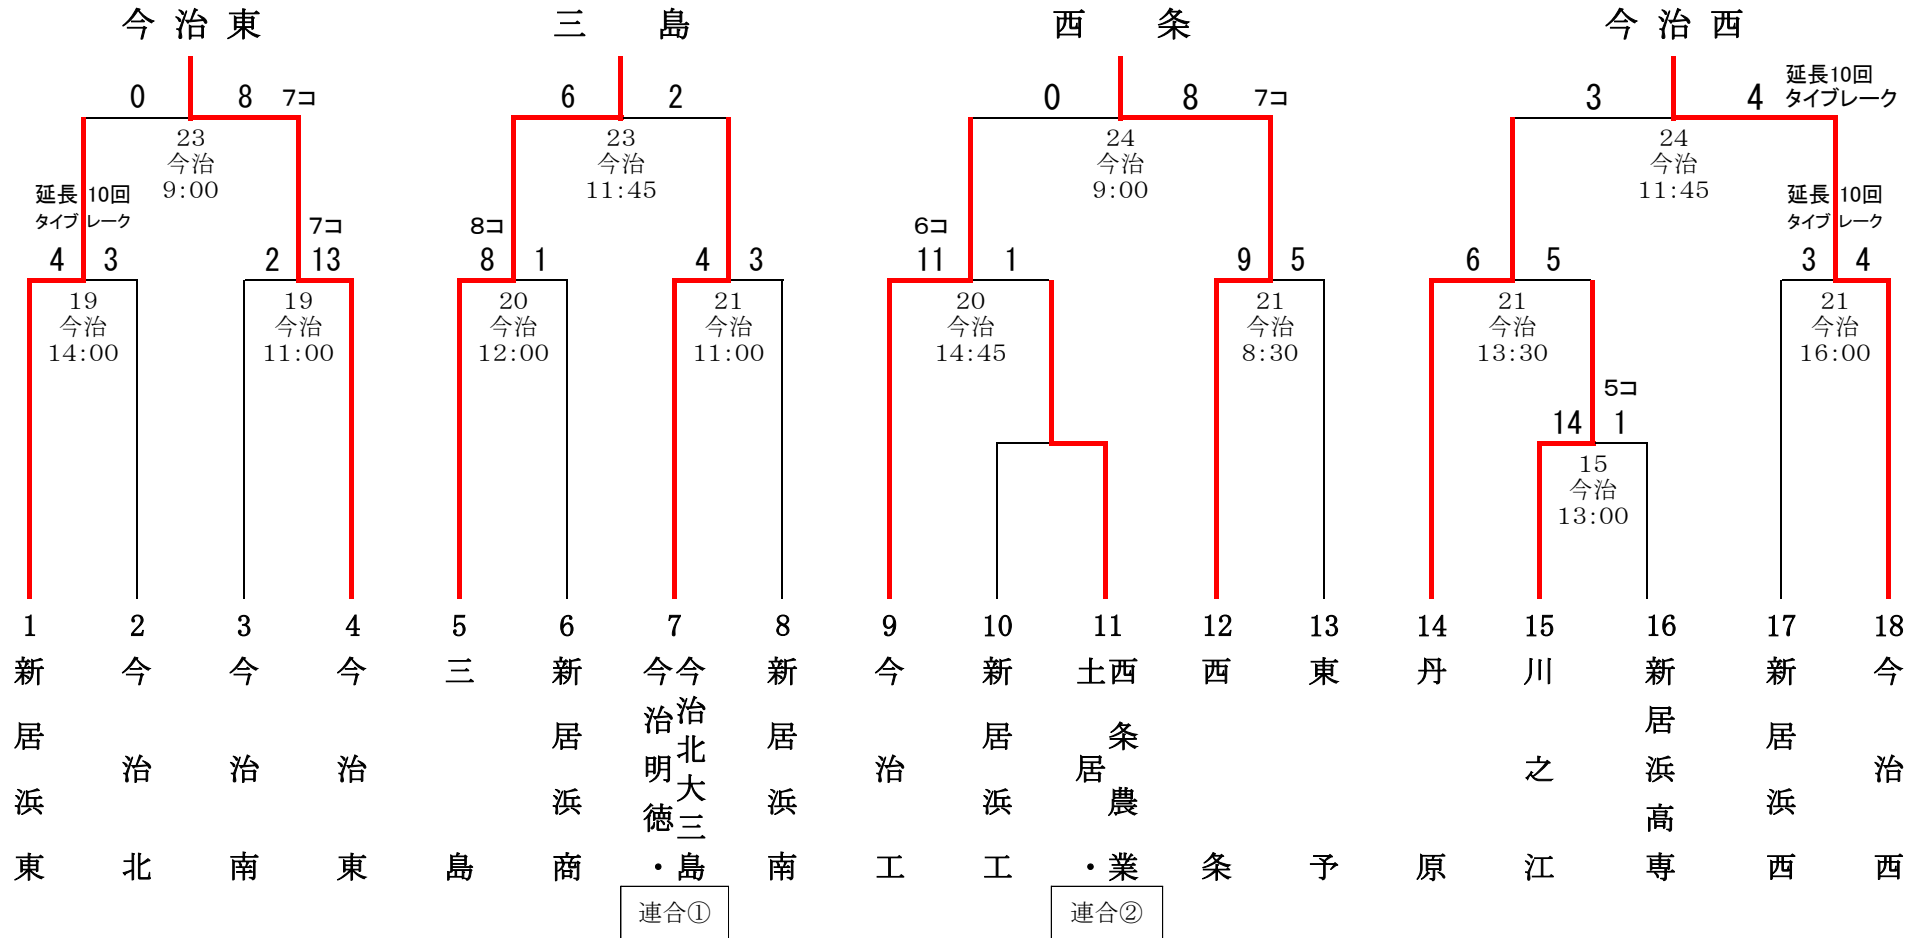 今治東
三島
西条
今治西
0 8 7コ
6 2
0 8 7コ
3 4
延長10回
タイブレーク
23
今治
9:00
23
今治
11:45
24
今治
9:00
24
今治
11:45
延長10回
タイブレーク
4 3
7コ
2 13
8コ
8 1
4 3
6コ
11 1
9 5
6 5
延長10回
タイブレーク
3 4
19
今治
14:00
19
今治
11:00
20
今治
12:00
21
今治
11:00
20
今治
14:45
21
今治
8:30
21
今治
13:30
21
今治
16:00
5コ
14 1
15
今治
13:00
1
新居浜東
2
今治北
3
今治南
4
今治東
5
三島
6
新居浜商
7
今治北大三島
今治明徳・
8
新居浜南
9
今治工
10
新居浜工
11
西条農業
土居・
12
西条
13
東予
14
丹原
15
川之江
16
新居浜高専
17
新居浜西
18
今治西
連合①
連合②